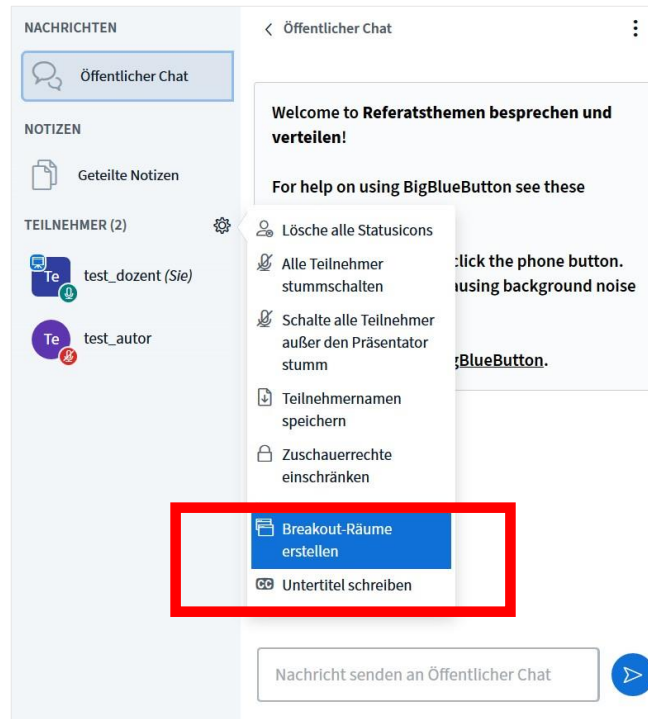 NACHRICHTEN
Öffentlicher Chat
NOTIZEN
Geteilte Notizen
TEILNEHMER (2)
Te
test_dozent (Sie)
Te
test_autor
Öffentlicher Chat
Welcome to Referatsthemen besprechen und
verteilen!
For help on using BigBlueButton see these
click the phone button.
ausing background noise
BigBlueButton.
Lösche alle Statusicons
Alle Teilnehmer
stummschalten
Schalte alle Teilnehmer
außer den Präsentator
stumm
Teilnehmernamen
speichern
Zuschauerrechte
einschränken
Breakout-Räume
erstellen
CC Untertitel schreiben
Nachricht senden an Öffentlicher Chat